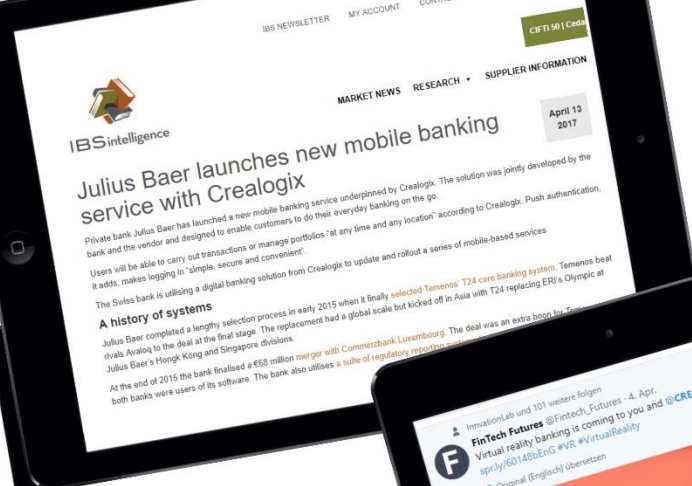 IBS NEWSLETTER MY ACCOUNT
CIFTI 50 | Ceda
IBSintelligence
MARKET NEWS RESEARCH SUPPLIER INFORMATION
April 13
2017
Julius Baer launches new mobile banking
service with Crealogix
Private bank Julius Baer has launched a new mobile banking service underpinned by Crealogix. The solution was jointly developed by the
bank and the vendor and designed to enable customers to do their everyday banking on the go.
Users will be able to carry out transactions or manage portfolios "at any time and any location" according to Crealogix. Push authentication,
it adds, makes logging in "simple, secure and convenient".
The Swiss bank is utilising a digital banking solution from Crealogix to update and rollout a series of mobile-based services.
A history of systems
Julius Baer completed a lengthy selection process in early 2015 when it finally selected Temenos' T24 core banking system. Temenos beat
rivals Avaloq to the deal at the final stage. The replacement had a global scale but kicked off in Asia with T24 replacing ERI's Olympic at
Julius Baer's Hongk Kong and Singapore divisions.
At the end of 2015 the bank finalised a €68 million merger with Commerzbank Luxembourg. The deal was an extra boon for
both banks were users of its software. The bank also utilises a suite of regulatory reporting
InnvationLab und 101 weitere folgen
FinTech Futures @Fintech_Futures · 4. Apr.
Virtual reality banking is coming to you and @CRE
spr.ly/60148bEnG #VR #VirtualReality
Original (Englisch) übersetzen